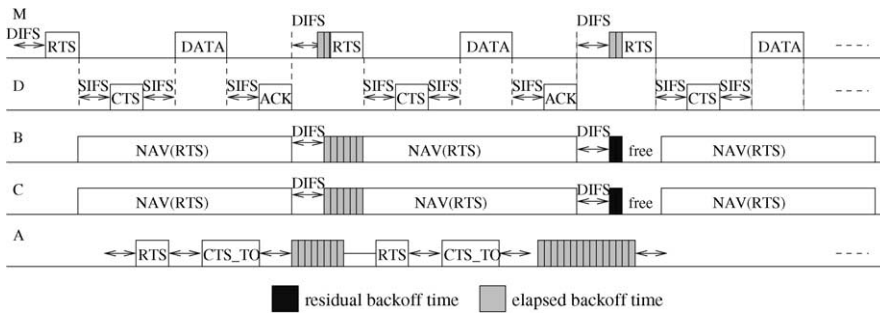 M
DIFS DIFS DIFS
RTS DATA RTS DATA RTS DATA
D
SIFS SIFS SIFS SIFS SIFS SIFS SIFS SIFS
CTS ACK CTS ACK CTS
B
DIFS DIFS
NAV(RTS) NAV(RTS) free NAV(RTS)
C
DIFS DIFS
NAV(RTS) NAV(RTS) free NAV(RTS)
A
RTS CTS_TO RTS CTS_TO
residual backoff time elapsed backoff time